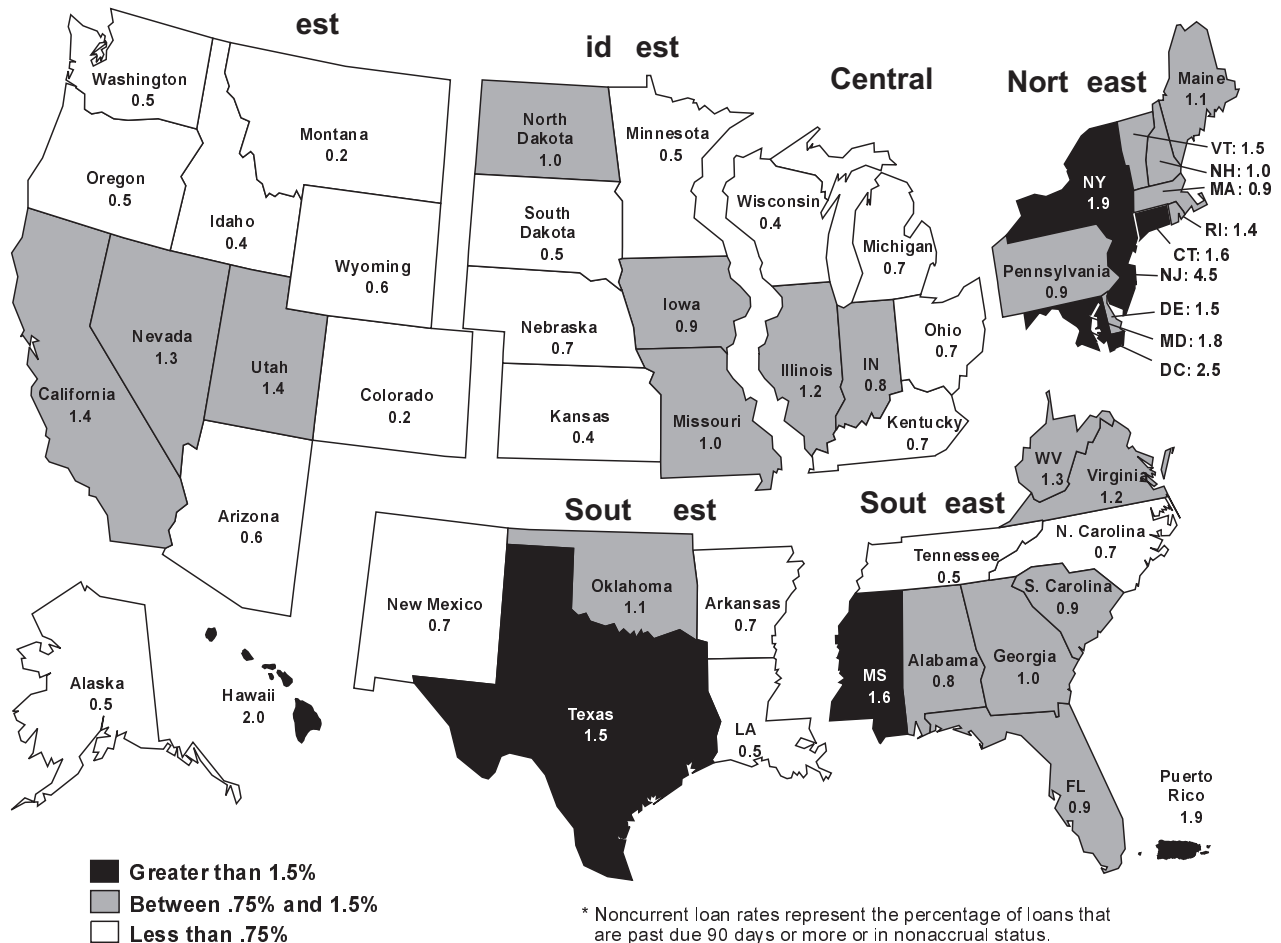 est
id est
Central
Nort east
Washington
0.5
Montana
0.2
Oregon
0.5
Idaho
0.4
Wyoming
0.6
Nevada
1.3
Utah
1.4
Colorado
0.2
California
1.4
Arizona
0.6
Alaska
0.5
Hawaii
2.0
North
Dakota
1.0
Minnesota
0.5
South
Dakota
0.5
Iowa
0.9
Nebraska
0.7
Kansas
0.4
Missouri
1.0
Wisconsin
0.4
Michigan
0.7
Illinois
1.2
IN
0.8
Ohio
0.7
Kentucky
0.7
Maine
1.1
VT: 1.5
NH: 1.0
MA: 0.9
NY
1.9
RI: 1.4
CT: 1.6
NJ: 4.5
Pennsylvania
0.9
DE: 1.5
MD: 1.8
DC: 2.5
Sout est
New Mexico
0.7
Oklahoma
1.1
Arkansas
0.7
Texas
1.5
LA
0.5
Sout east
WV
1.3
Virginia
1.2
N. Carolina
0.7
Tennessee
0.5
S. Carolina
0.9
MS
1.6
Alabama
0.8
Georgia
1.0
FL
0.9
Puerto
Rico
1.9
Greater than 1.5%
Between .75% and 1.5%
Less than .75%
* Noncurrent loan rates represent the percentage of loans that
are past due 90 days or more or in nonaccrual status.